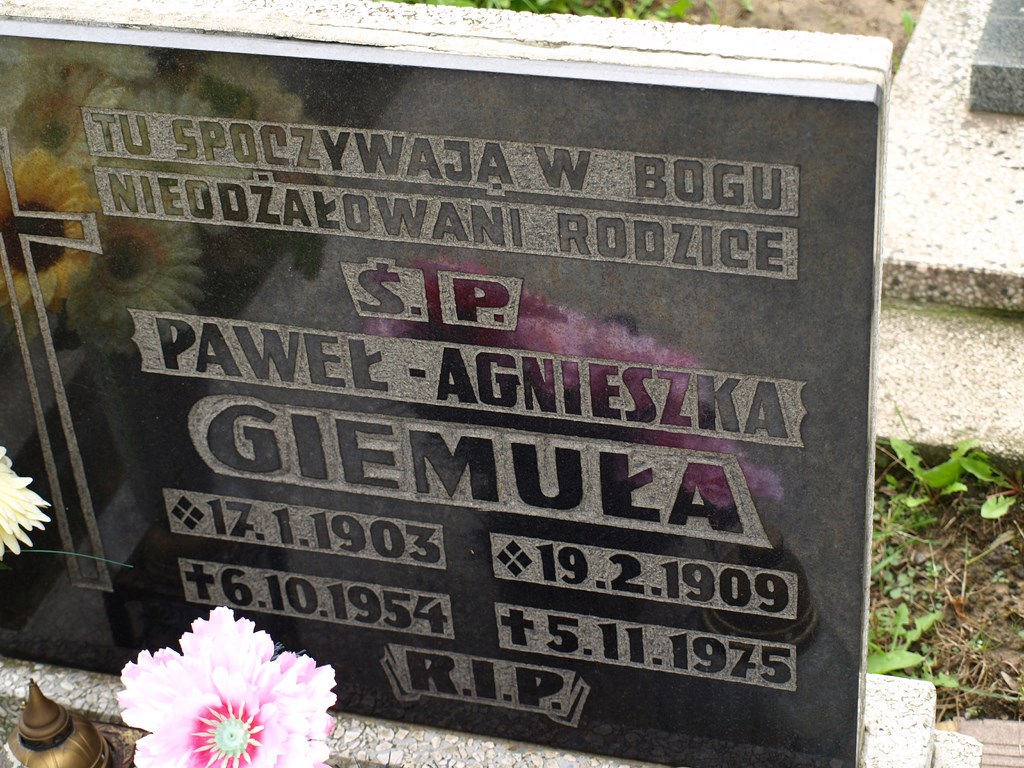 TU SPOCZYWAJĄ W BOGU
NIEODŻAŁOWANI RODZICE
Ś.†P.
PAWEŁ - AGNIESZKA
GIEMUŁA
17.1.1903
19.2.1909
†6.10.1954
†5.11.1975
R.I.P.